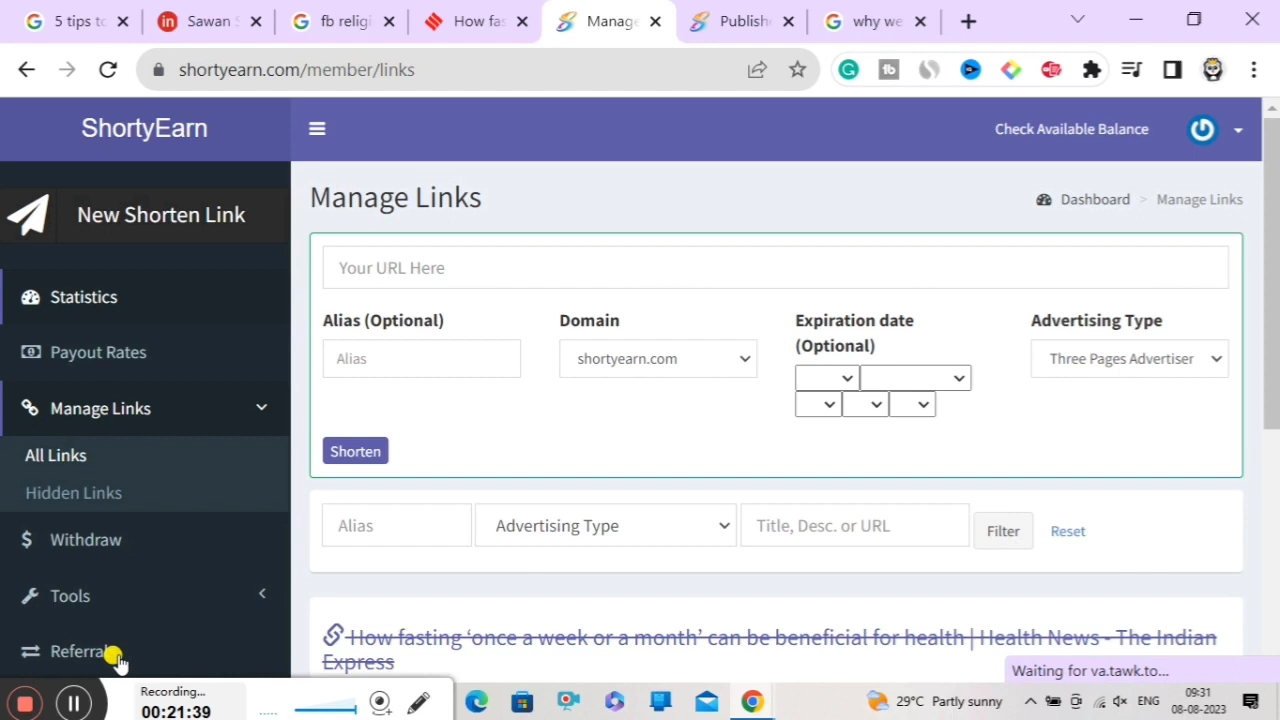 5 tips to
Sawan S
fb religi
How fas
Manag
Publish
why we
shortyearn.com/member/links
ShortyEarn
Check Available Balance
New Shorten Link
Manage Links
Dashboard > Manage Links
Your URL Here
Statistics
Alias (Optional)
Domain
Expiration date
(Optional)
Advertising Type
Payout Rates
Alias
shortyearn.com
Three Pages Advertiser
Manage Links
Shorten
All Links
Hidden Links
Alias
Advertising Type
Title, Desc. or URL
Filter
Reset
Withdraw
Tools
How fasting ‘once a week or a month’ can be beneficial for health | Health News - The Indian
Express
Referral
Waiting for va.tawk.to...
Recording...
00:21:39
29°C Partly sunny
ENG
09:31
08-08-2023